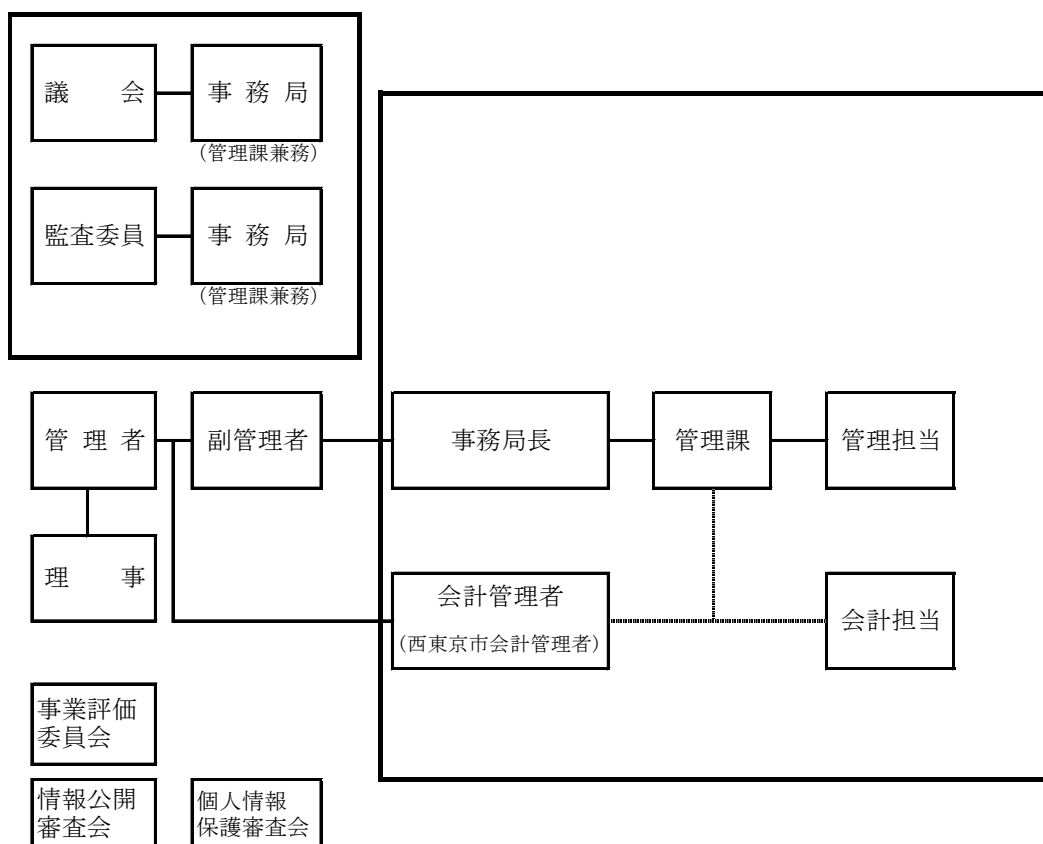 議　　会
事 務 局
（管理課兼務）
監査委員
事 務 局
（管理課兼務）
管 理 者
副管理者
事務局長
管理課
管理担当
理　　事
会計管理者
（西東京市会計管理者）
会計担当
事業評価
委員会
情報公開
審査会
個人情報
保護審査会